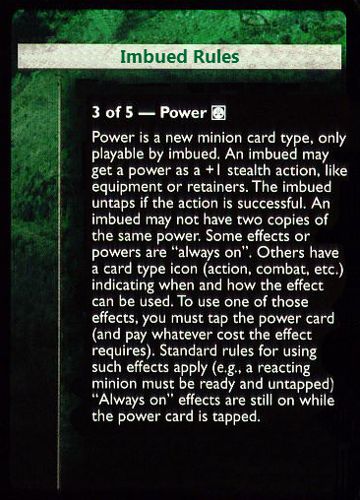 Imbued Rules
3 of 5 — Power
Power is a new minion card type, only
playable by imbued. An imbued may
get a power as a +1 stealth action, like
equipment or retainers. The imbued
untaps if the action is successful. An
imbued may not have two copies of
the same power. Some effects or
powers are “always on”. Others have
a card type icon (action, combat, etc.)
indicating when and how the effect
can be used. To use one of those
effects, you must tap the power card
(and pay whatever cost the effect
requires). Standard rules for using
such effects apply (e.g., a reacting
minion must be ready and untapped)
“Always on” effects are still on while
the power card is tapped.